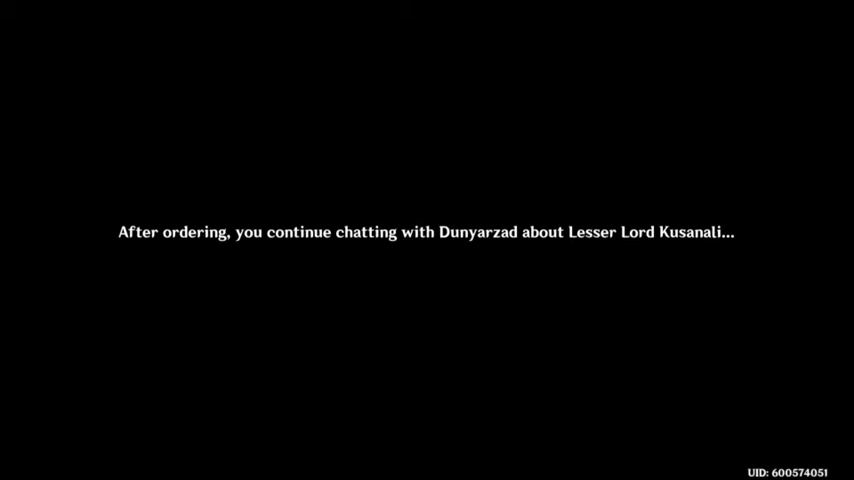 After ordering, you continue chatting with Dunyarzad about Lesser Lord Kusanali...
UID: 600574051